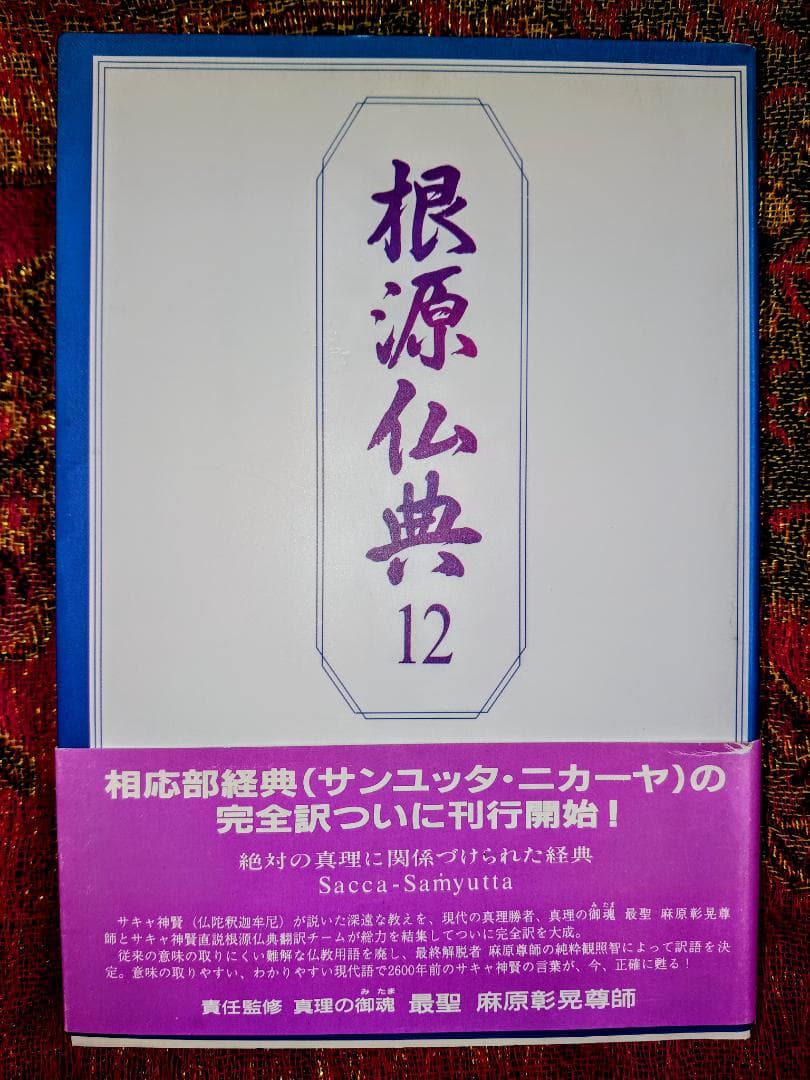 根源仏典
12
相応部経典(サンユッタ・ニカーヤ)の
完全訳ついに刊行開始!
絶対の真理に関係づけられた経典
Sacca-Saṁyutta
みたま
サキャ神賢(仏陀釈迦牟尼)が説いた深遠な教えを、現代の真理勝者、真理の御魂 最聖 麻原彰晃尊
師とサキャ神賢直説根源仏典翻訳チームが総力を結集してついに完全訳を大成。
従来の意味の取りにくい難解な仏教用語を廃し、最終解脱者 麻原尊師の純粋観照智によって訳語を決
定。意味の取りやすい、わかりやすい現代語で2600年前のサキャ神賢の言葉が、今、正確に甦る!
みたま
責任監修 真理の御魂 最聖 麻原彰晃尊師